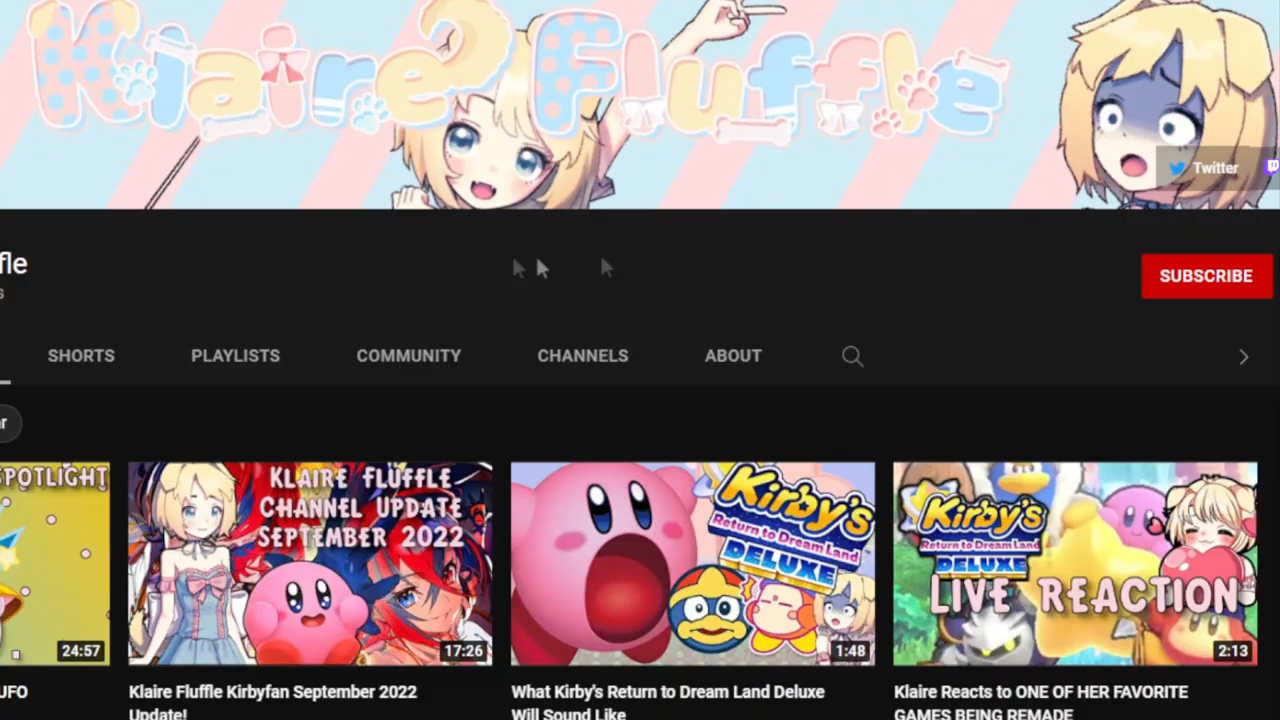 Klaire Fluffle
Twitter
fle
s
SUBSCRIBE
SHORTS
PLAYLISTS
COMMUNITY
CHANNELS
ABOUT
r
SPOTLIGHT
24:57
KLAIRE FLUFFLE
CHANNEL UPDATE
SEPTEMBER 2022
17:26
Kirby's
Return to Dream Land
DELUXE
1:48
Kirby's
Return to Dream Land
DELUXE
LIVE REACTION
2:13
UFO
Klaire Fluffle Kirbyfan September 2022
Update!
What Kirby's Return to Dream Land Deluxe
Will Sound Like
Klaire Reacts to ONE OF HER FAVORITE
GAMES BEING REMADE